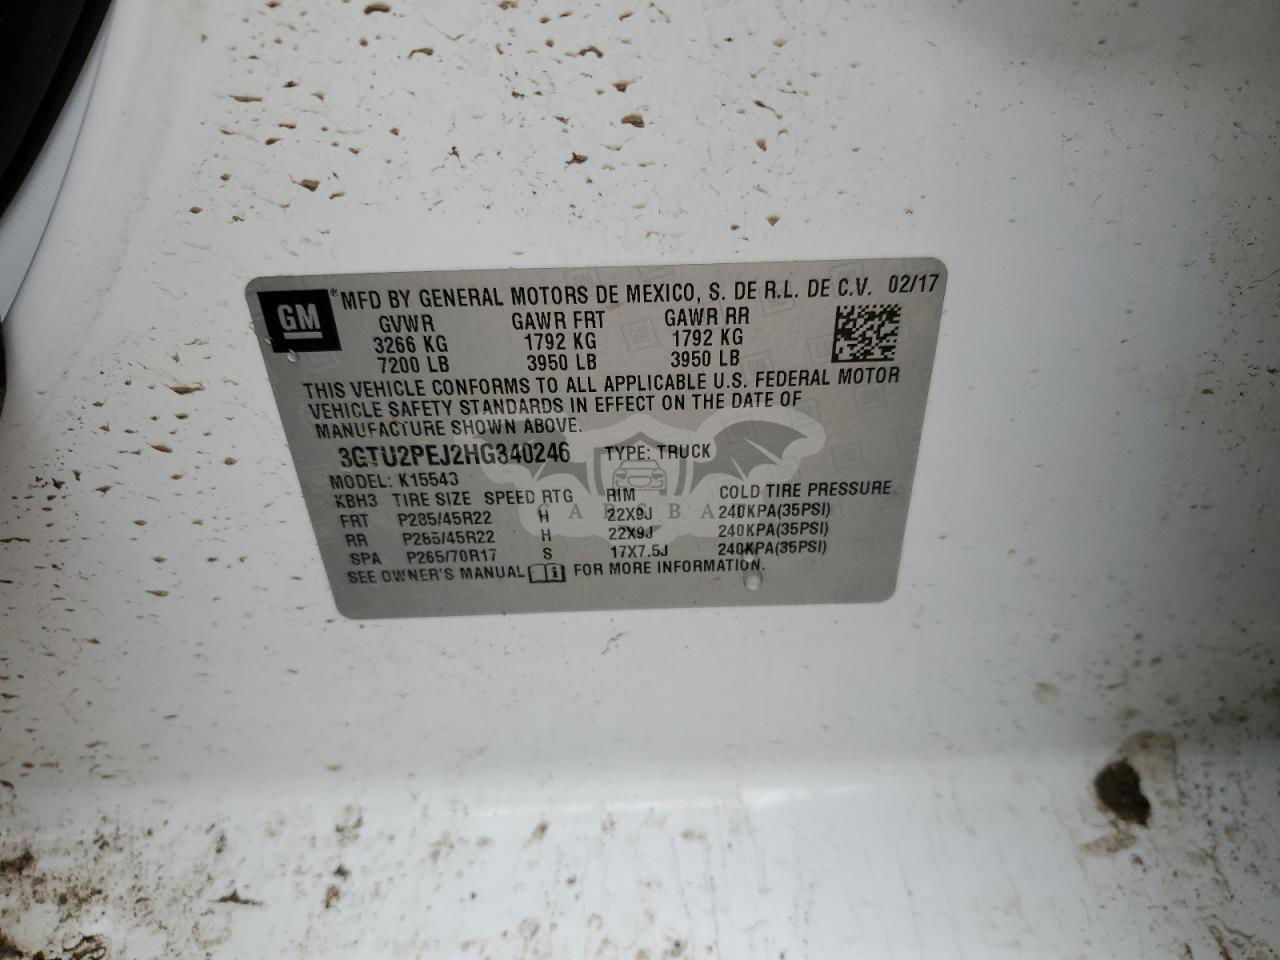 GM ® MFD BY GENERAL MOTORS DE MEXICO, S. DE R.L. DE C.V. 02/17
GVWR GAWR FRT GAWR RR
3266 KG 1792 KG 1792 KG
7200 LB 3950 LB 3950 LB
THIS VEHICLE CONFORMS TO ALL APPLICABLE U.S. FEDERAL MOTOR
VEHICLE SAFETY STANDARDS IN EFFECT ON THE DATE OF
MANUFACTURE SHOWN ABOVE.
3GTU2PEJ2HG340246 TYPE: TRUCK
MODEL: K15543
KBH3 TIRE SIZE SPEED RTG RIM COLD TIRE PRESSURE
FRT P285/45R22 H 22X9J 240KPA(35PSI)
RR P285/45R22 H 22X9J 240KPA(35PSI)
SPA P265/70R17 S 17X7.5J 240KPA(35PSI)
SEE OWNER'S MANUAL FOR MORE INFORMATION.